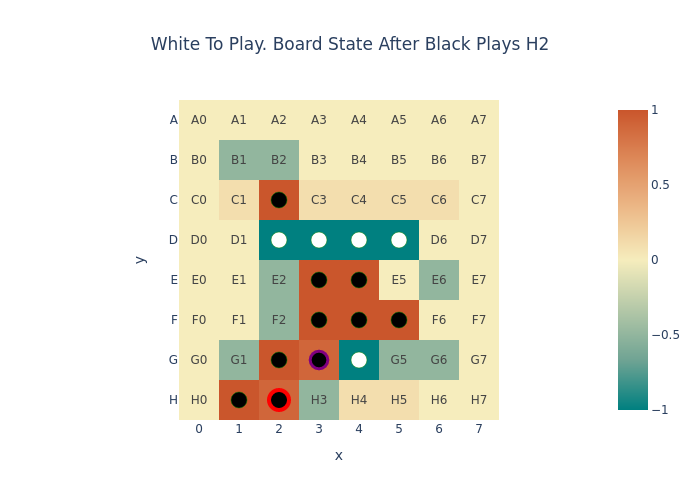 White To Play. Board State After Black Plays H2
A A0 A1 A2 A3 A4 A5 A6 A7
B B0 B1 B2 B3 B4 B5 B6 B7
C C0 C1 C3 C4 C5 C6 C7
D D0 D1 D6 D7
E E0 E1 E2 E5 E6 E7
F F0 F1 F2 F6 F7
G G0 G1 G5 G6 G7
H H0 H3 H4 H5 H6 H7
0 1 2 3 4 5 6 7
x
y
1
0.5
0
−0.5
−1